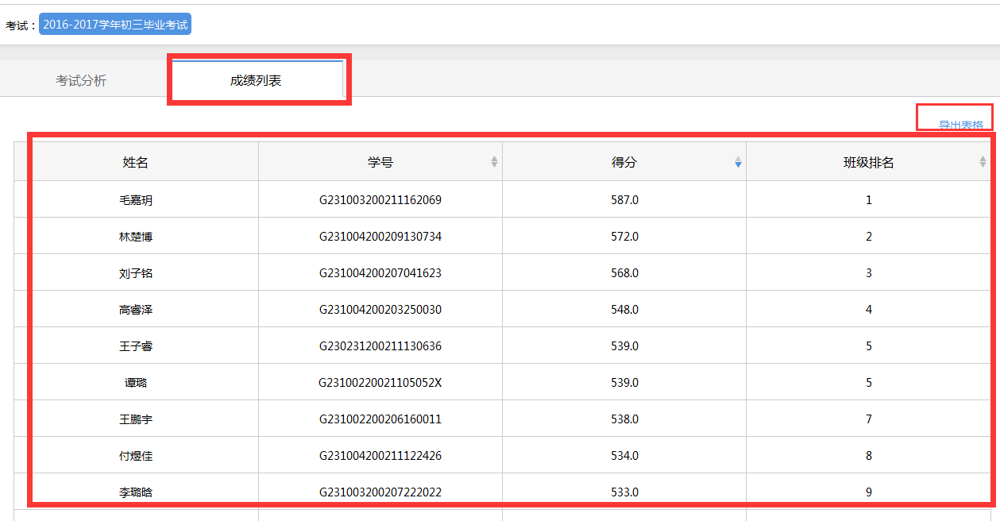 考试：2016-2017学年初三毕业考试
考试分析 成绩列表
导出表格
姓名 学号 得分 班级排名
毛嘉玥 G231003200211162069 587.0 1
林楚博 G231004200209130734 572.0 2
刘子铭 G231004200207041623 568.0 3
高睿泽 G231004200203250030 548.0 4
王子睿 G230231200211130636 539.0 5
谭璐 G23100220021105052X 539.0 5
王鹏宇 G231002200206160011 538.0 7
付煜佳 G231004200211122426 534.0 8
李璐晗 G231003200207222022 533.0 9